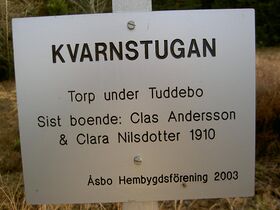 KVARNSTUGAN
Torp under Tuddebo
Sist boende: Clas Andersson
& Clara Nilsdotter 1910
Åsbo Hembygdsförening 2003